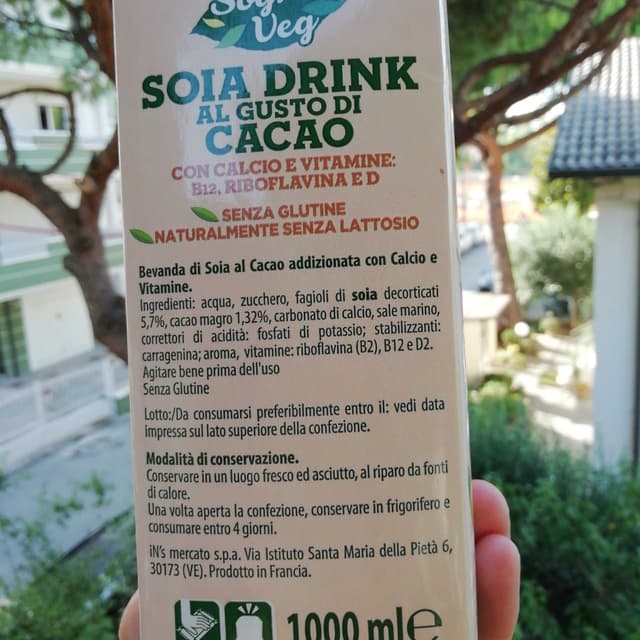 Veg
SOIA DRINK
AL GUSTO DI
CACAO
CON CALCIO E VITAMINE:
B12, RIBOFLAVINA E D
SENZA GLUTINE
NATURALMENTE SENZA LATTOSIO
Bevanda di Soia al Cacao addizionata con Calcio e
Vitamine.
Ingredienti: acqua, zucchero, fagioli di soia decorticati
5,7%, cacao magro 1,32%, carbonato di calcio, sale marino,
correttori di acidità: fosfati di potassio; stabilizzanti:
carragenina; aroma, vitamine: riboflavina (B2), B12 e D2.
Agitare bene prima dell'uso
Senza Glutine
Lotto:/Da consumarsi preferibilmente entro il: vedi data
impressa sul lato superiore della confezione.
Modalità di conservazione.
Conservare in un luogo fresco ed asciutto, al riparo da fonti
di calore.
Una volta aperta la confezione, conservare in frigorifero e
consumare entro 4 giorni.
iN's mercato s.p.a. Via Istituto Santa Maria della Pietà 6,
30173 (VE). Prodotto in Francia.
1000 ml e